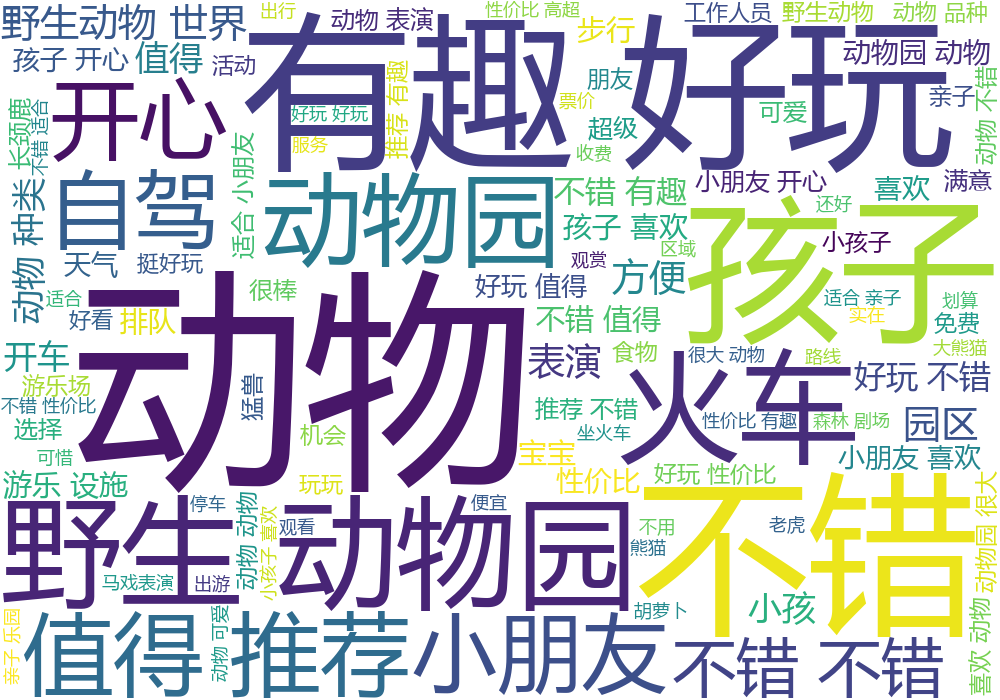 野生动物 世界
出行
动物 表演
性价比 高超
工作人员
野生动物
动物 品种
孩子 开心
值得
活动
有趣
好玩
步行
朋友
动物园 动物
票价
可爱
亲子
动物 不错
长颈鹿
不错 适合
开心
好玩 好玩
服务
推荐 有趣
超级
收费
自驾
适合 小朋友
动物园
不错 有趣
小朋友 开心
喜欢
满意
动物 种类
天气
挺好玩
孩子 喜欢
区域
还好
孩子
小孩子
观赏
方便
适合
好看
排队
很棒
好玩 值得
适合 亲子
划算
实在
免费
动物
不错 值得
开车
表演
食物
很大 动物
路线
大熊猫
游乐场
猛兽
火车
好玩 不错
不错 性价比
选择
机会
推荐 不错
坐火车
性价比 有趣
森林 剧场
园区
可惜
宝宝
小朋友 喜欢
游乐 设施
玩玩
性价比
好玩 性价比
野生
停车
动物 动物
小孩子 喜欢
观看
动物园
便宜
不用
熊猫
不错
老虎
动物园 很大
马戏表演
出游
胡萝卜
小孩
亲子 乐园
值得
动物 可爱
推荐
小朋友
不错 不错
喜欢 动物